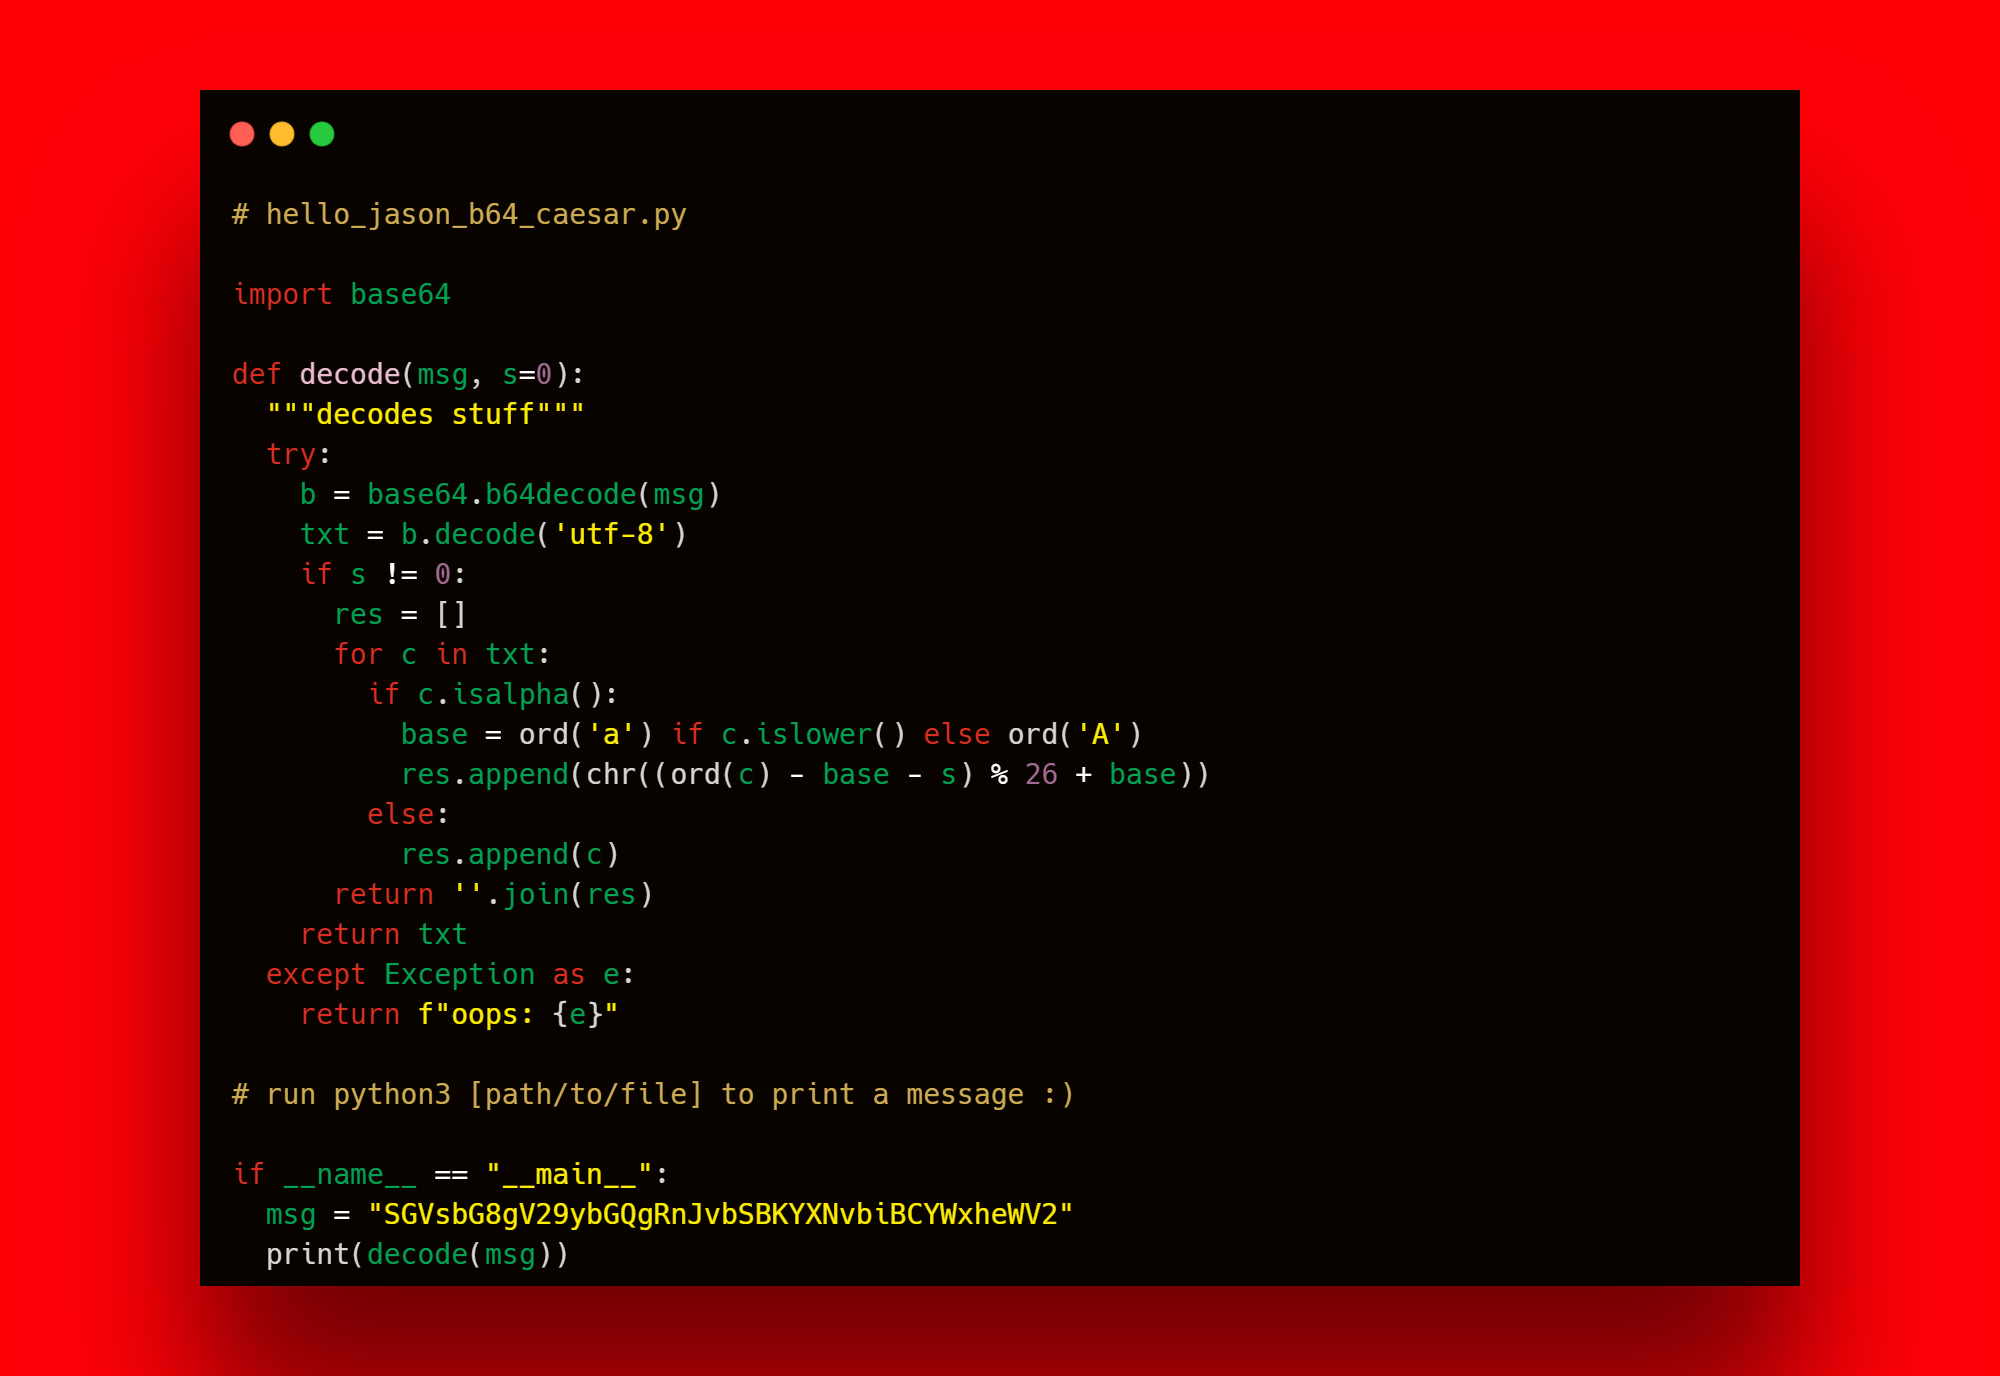 # hello_jason_b64_caesar.py

import base64

def decode(msg, s=0):
  """decodes stuff"""
  try:
    b = base64.b64decode(msg)
    txt = b.decode('utf-8')
    if s != 0:
      res = []
      for c in txt:
        if c.isalpha():
          base = ord('a') if c.islower() else ord('A')
          res.append(chr((ord(c) - base - s) % 26 + base))
        else:
          res.append(c)
      return ''.join(res)
    return txt
  except Exception as e:
    return f"oops: {e}"

# run python3 [path/to/file] to print a message :)

if __name__ == "__main__":
  msg = "SGVsbG8gV29ybGQgRnJvbSBKYXNvbiBCYWxheWV2"
  print(decode(msg))